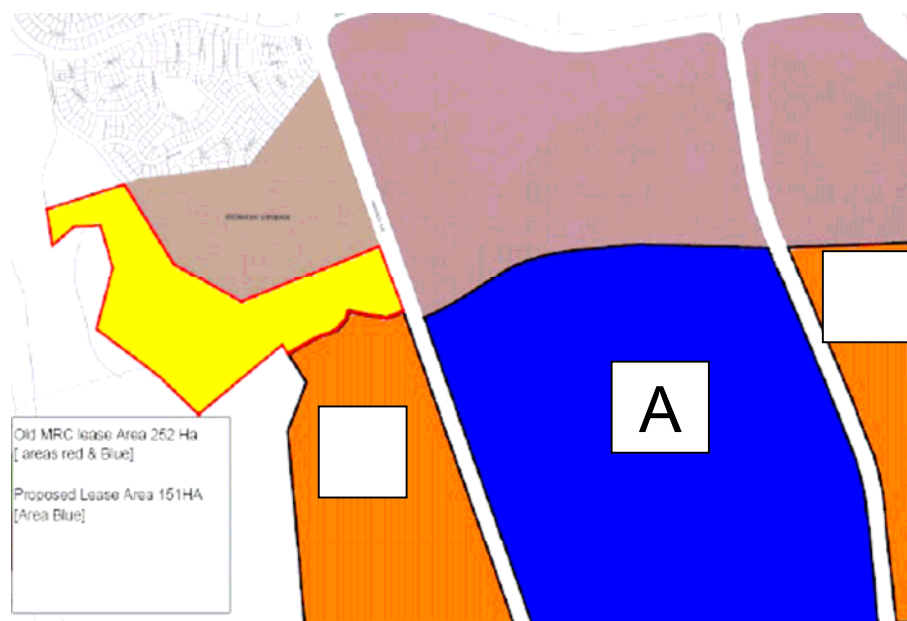 A
Old MRC lease Area 252 Ha
[ areas red & Blue]
Proposed Lease Area 151HA
[Area Blue]